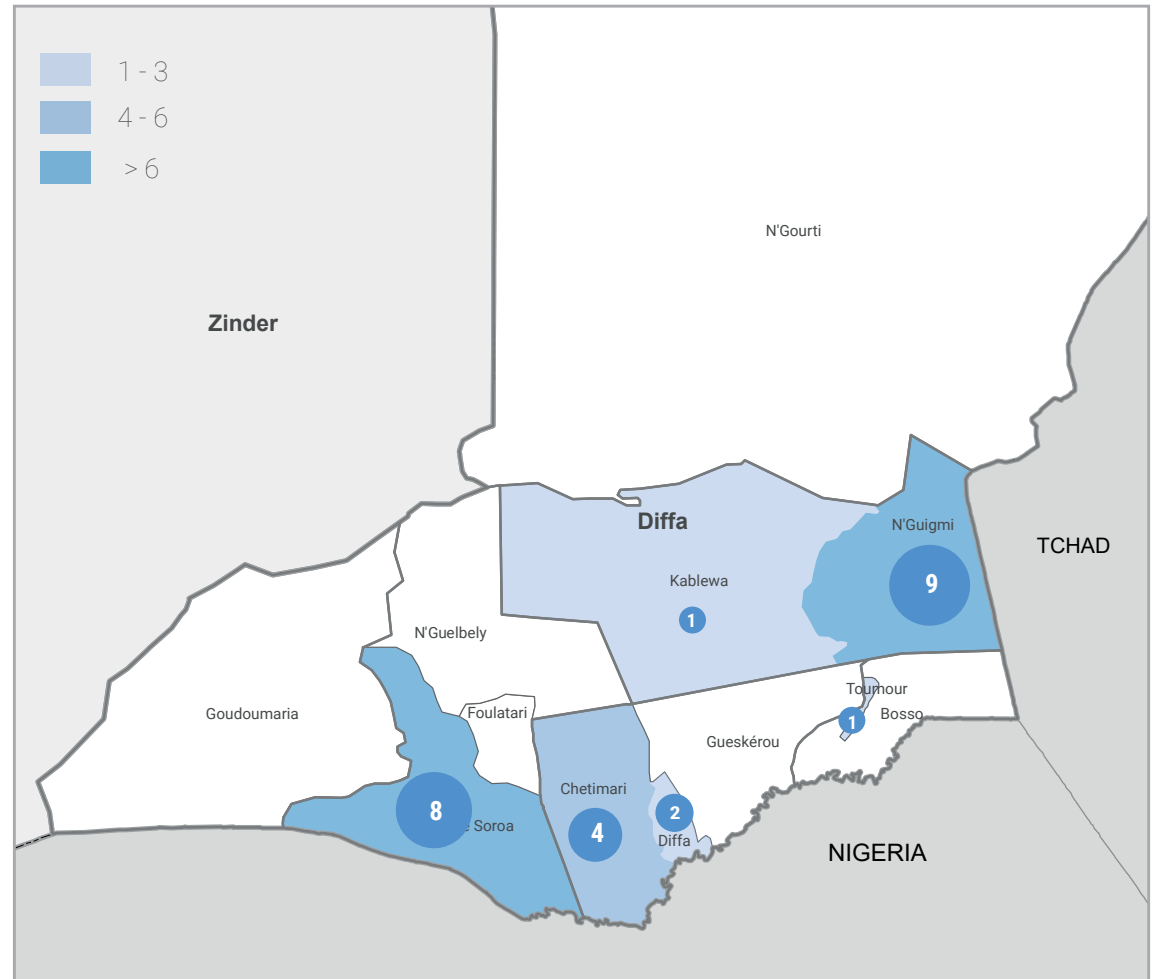 1 - 3
4 - 6
> 6
N'Gourti
Zinder
Diffa
N'Guigmi
TCHAD
Kablewa
9
1
N'Guelbely
Toumour
Goudoumaria
Foulatari
Bosso
1
Gueskérou
Chetimari
8
Soroa
4
2
Diffa
NIGERIA